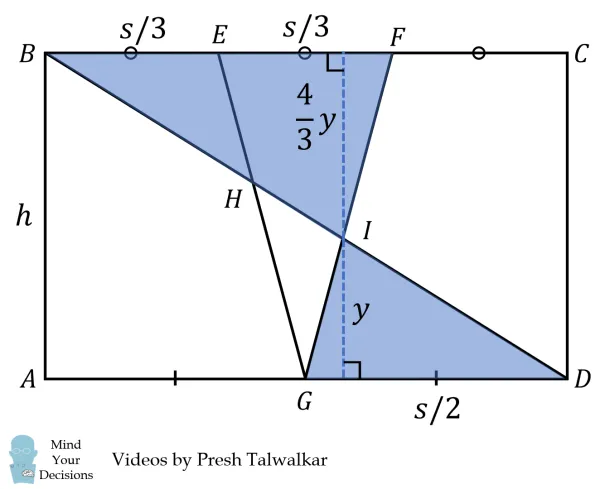 s/3 E s/3 F
B C
4/3 y
H
I
h
y
A G D
s/2
Mind
Your
Decisions
Videos by Presh Talwalkar